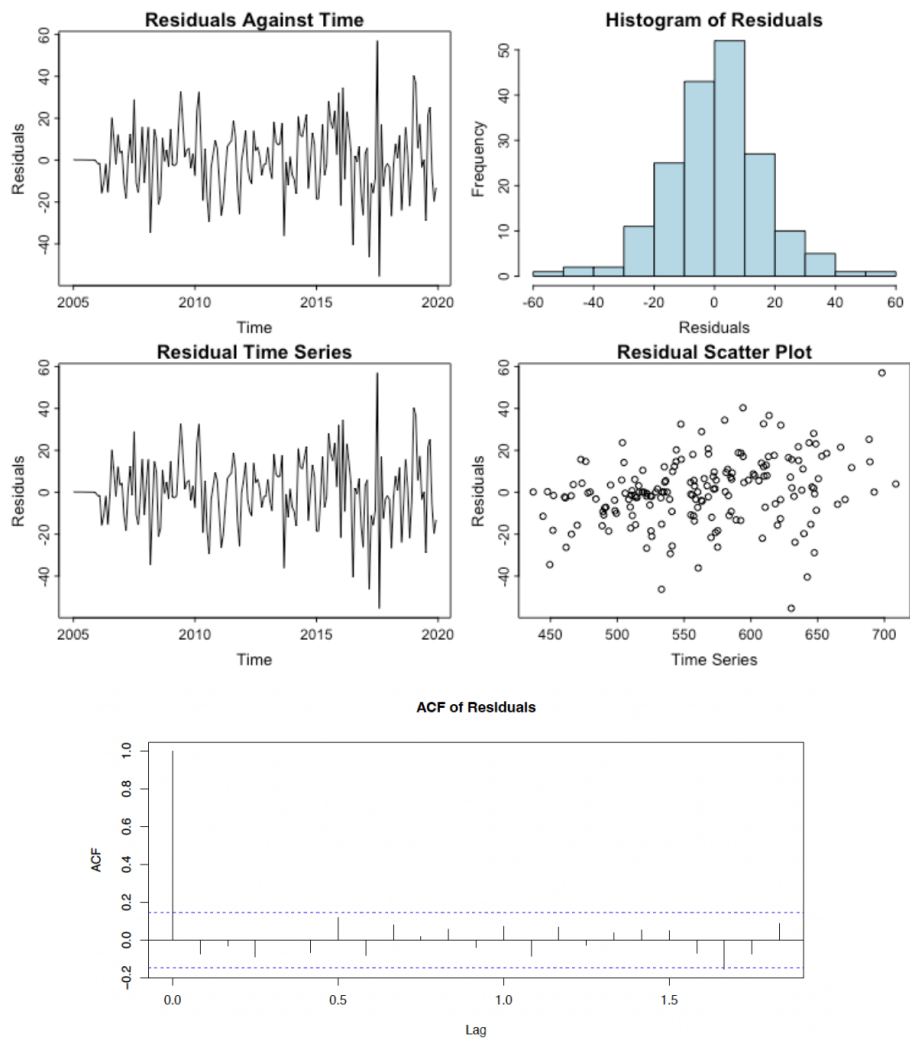 Residuals Against Time
60
40
20
0
-20
-40
Residuals
2005 2010 2015 2020
Time
Histogram of Residuals
50
40
30
20
10
0
Frequency
-60 -40 -20 0 20 40 60
Residuals
Residual Time Series
60
40
20
0
-20
-40
Residuals
2005 2010 2015 2020
Time
Residual Scatter Plot
60
40
20
0
-20
-40
Residuals
450 500 550 600 650 700
Time Series
ACF of Residuals
1.0
0.8
0.6
0.4
0.2
0.0
-0.2
ACF
0.0 0.5 1.0 1.5
Lag